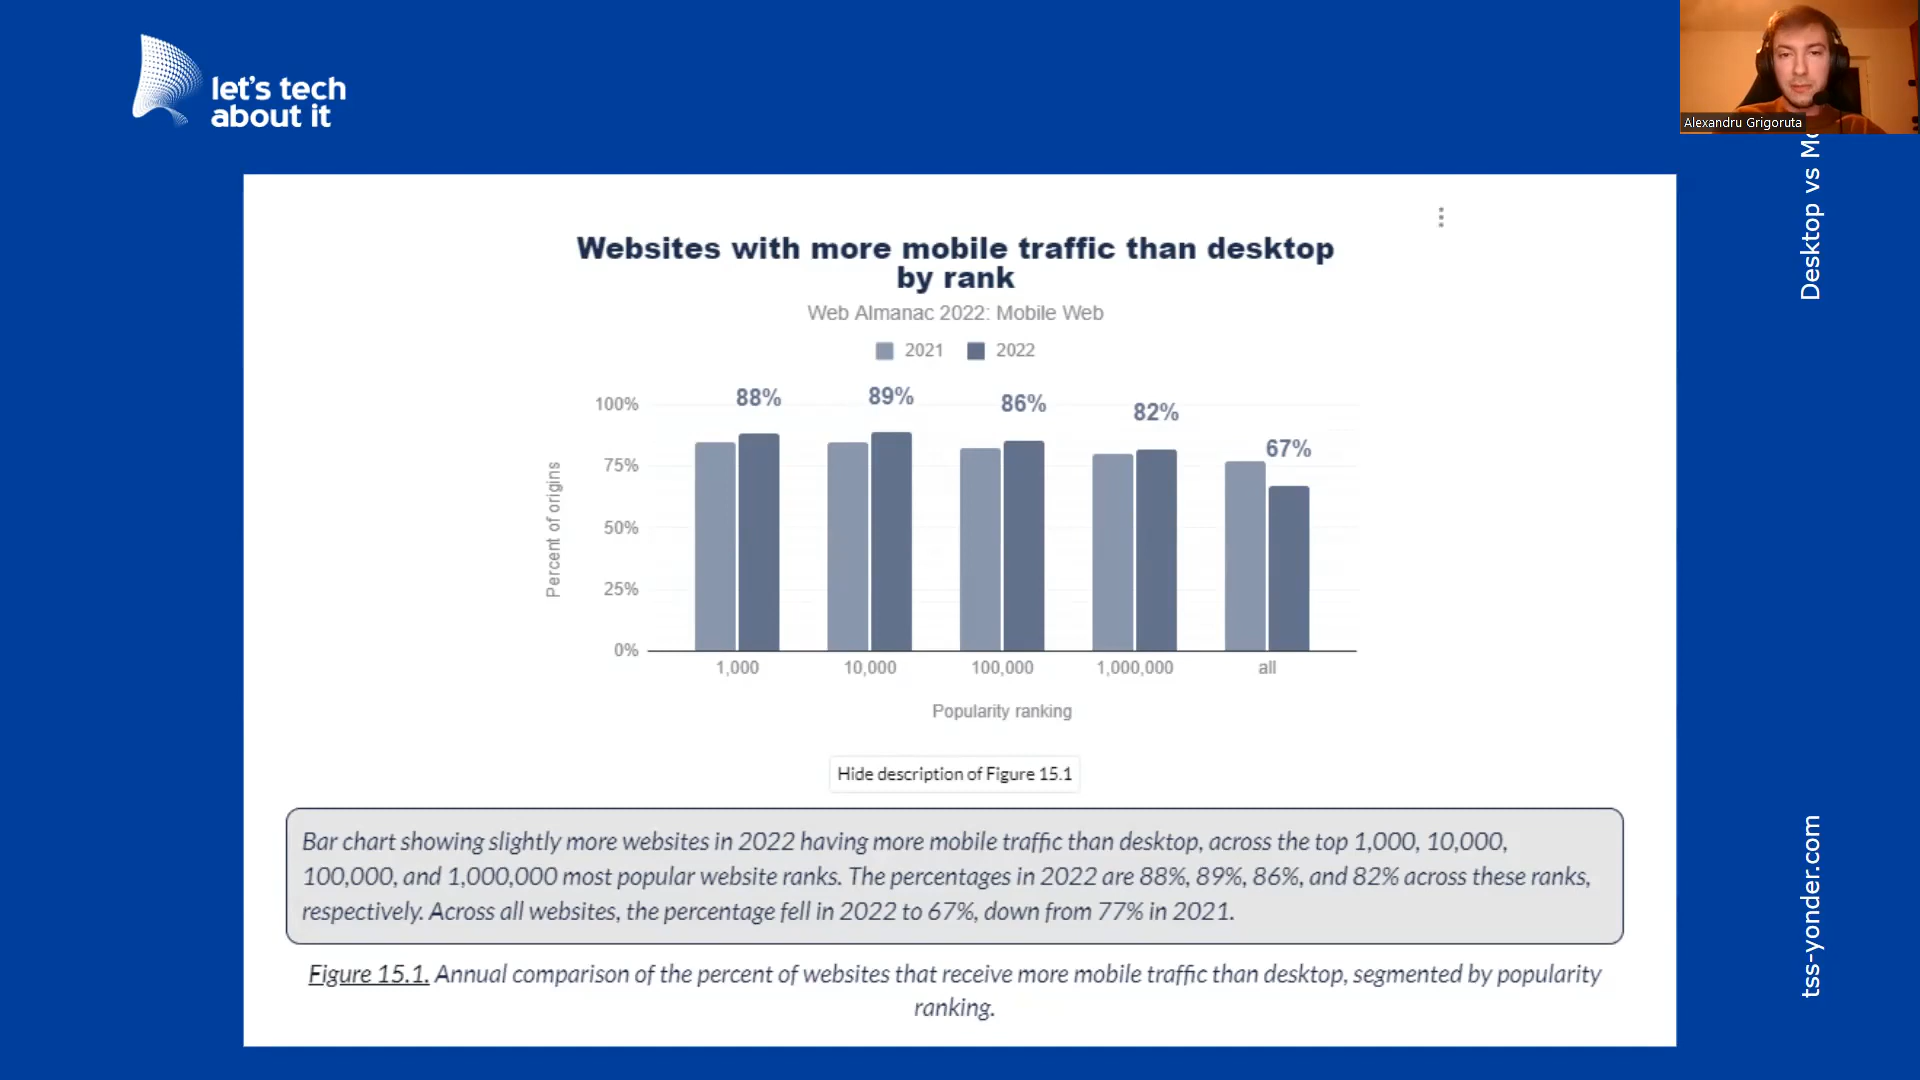 let's tech
about it
Alexandru Grigoruta
Desktop vs Mo
Websites with more mobile traffic than desktop
by rank
Web Almanac 2022: Mobile Web
2021 2022
88% 89% 86% 82% 67%
100%
75%
50%
25%
0%
Percent of origins
1,000 10,000 100,000 1,000,000 all
Popularity ranking
Hide description of Figure 15.1
Bar chart showing slightly more websites in 2022 having more mobile traffic than desktop, across the top 1,000, 10,000,
100,000, and 1,000,000 most popular website ranks. The percentages in 2022 are 88%, 89%, 86%, and 82% across these ranks,
respectively. Across all websites, the percentage fell in 2022 to 67%, down from 77% in 2021.
Figure 15.1. Annual comparison of the percent of websites that receive more mobile traffic than desktop, segmented by popularity
ranking.
tss-yonder.com